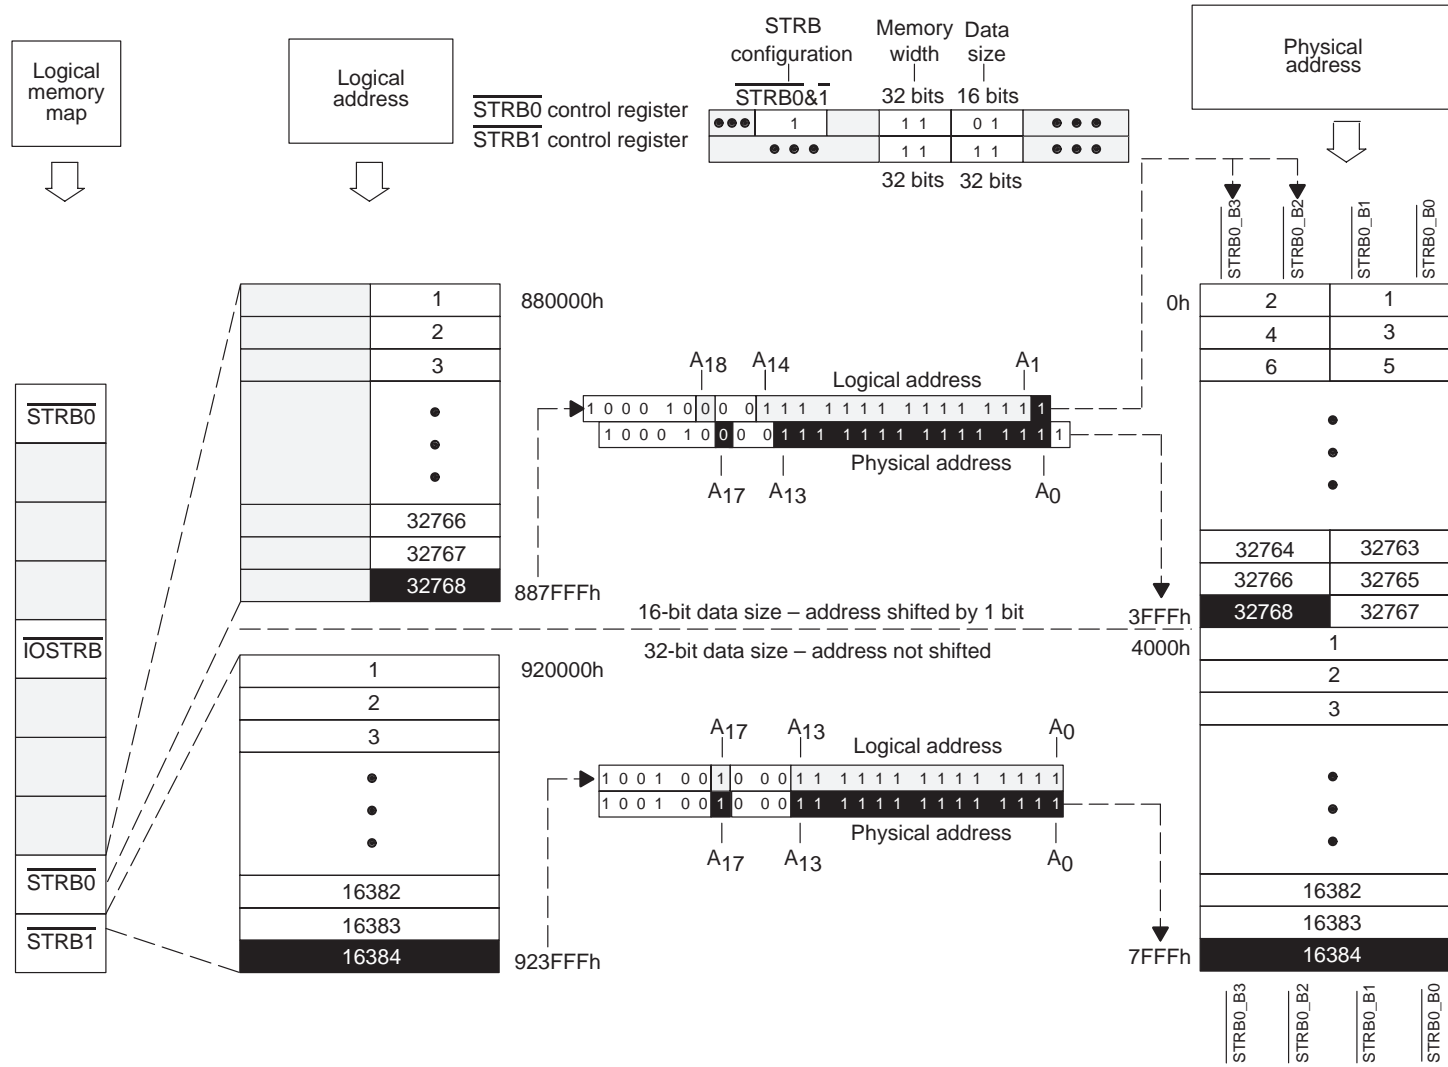 Logical
memory
map
Logical
address
STRB
configuration
Memory
width
Data
size
Physical
address
STRB0&1
32 bits
16 bits
STRB0 control register
1
1 1
0 1
STRB1 control register
1 1
1 1
32 bits
32 bits
STRB0_B3
STRB0_B2
STRB0_B1
STRB0_B0
1
880000h
0h
2
1
2
4
3
3
6
5
A18
A14
A1
Logical address
STRB0
1 0 0 0 1 0 0 0 0 1 1 1 1 1 1 1 1 1 1 1 1 1 1 1
1 0 0 0 1 0 0 0 0 1 1 1 1 1 1 1 1 1 1 1 1 1 1 1
Physical address
A17
A13
A0
32766
32767
32768
887FFFh
32764
32763
32766
32765
32768
32767
3FFFh
16-bit data size – address shifted by 1 bit
32-bit data size – address not shifted
IOSTRB
1
920000h
4000h
1
2
2
3
3
A17
A13
A0
Logical address
1 0 0 1 0 0 1 0 0 0 1 1 1 1 1 1 1 1 1 1 1 1 1 1
1 0 0 1 0 0 1 0 0 0 1 1 1 1 1 1 1 1 1 1 1 1 1 1
Physical address
A17
A13
A0
STRB0
STRB1
16382
16383
16384
923FFFh
7FFFh
16382
16383
16384
STRB0_B3
STRB0_B2
STRB0_B1
STRB0_B0